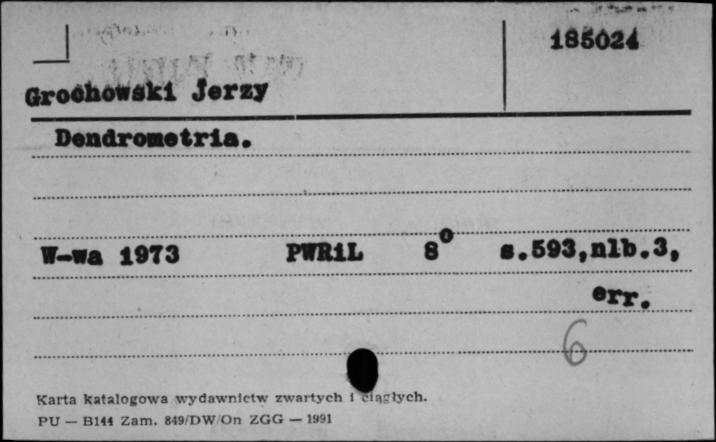 185024
Grochowski Jerzy
Dendrometria.
W-wa 1973 PWRiL 8° s.593,nlb.3,
err.
6
Karta katalogowa wydawnictw zwartych i ciągłych.
PU — B144 Zam. 849/DW/On ZGG — 1991